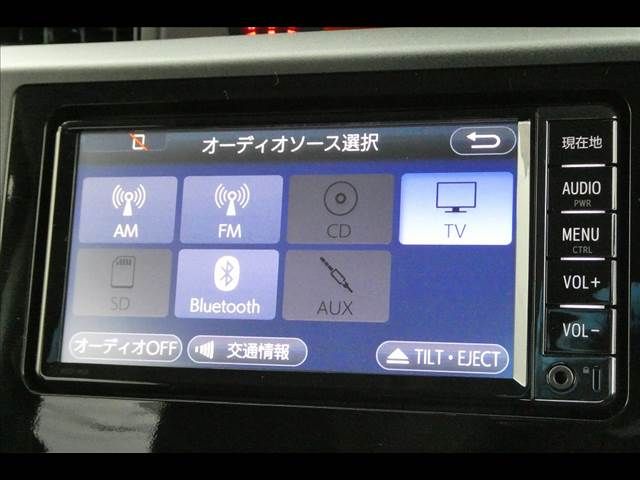 オーディオソース選択
現在地
AM
FM
CD
TV
AUDIO
PWR
SD
Bluetooth
AUX
MENU
CTRL
VOL+
オーディオOFF
交通情報
TILT・EJECT
VOL-